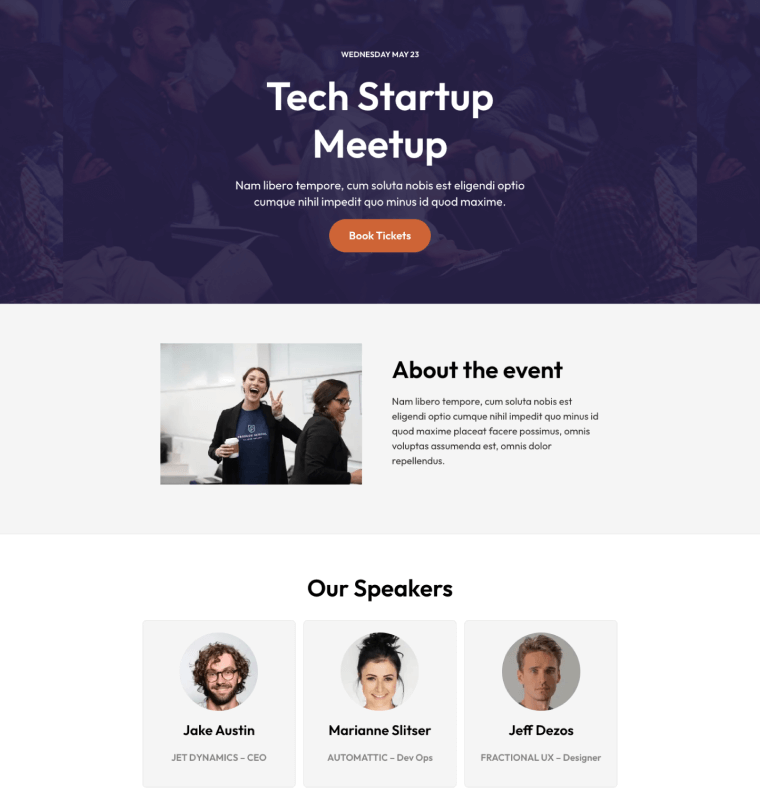 WEDNESDAY MAY 23
Tech Startup
Meetup
Nam libero tempore, cum soluta nobis est eligendi optio
cumque nihil impedit quo minus id quod maxime.
Book Tickets
About the event
Nam libero tempore, cum soluta nobis est
eligendi optio cumque nihil impedit quo minus id
quod maxime placeat facere possimus, omnis
voluptas assumenda est, omnis dolor
repellendus.
Our Speakers
Jake Austin
JET DYNAMICS – CEO
Marianne Slitser
AUTOMATTIC – Dev Ops
Jeff Dezos
FRACTIONAL UX – Designer